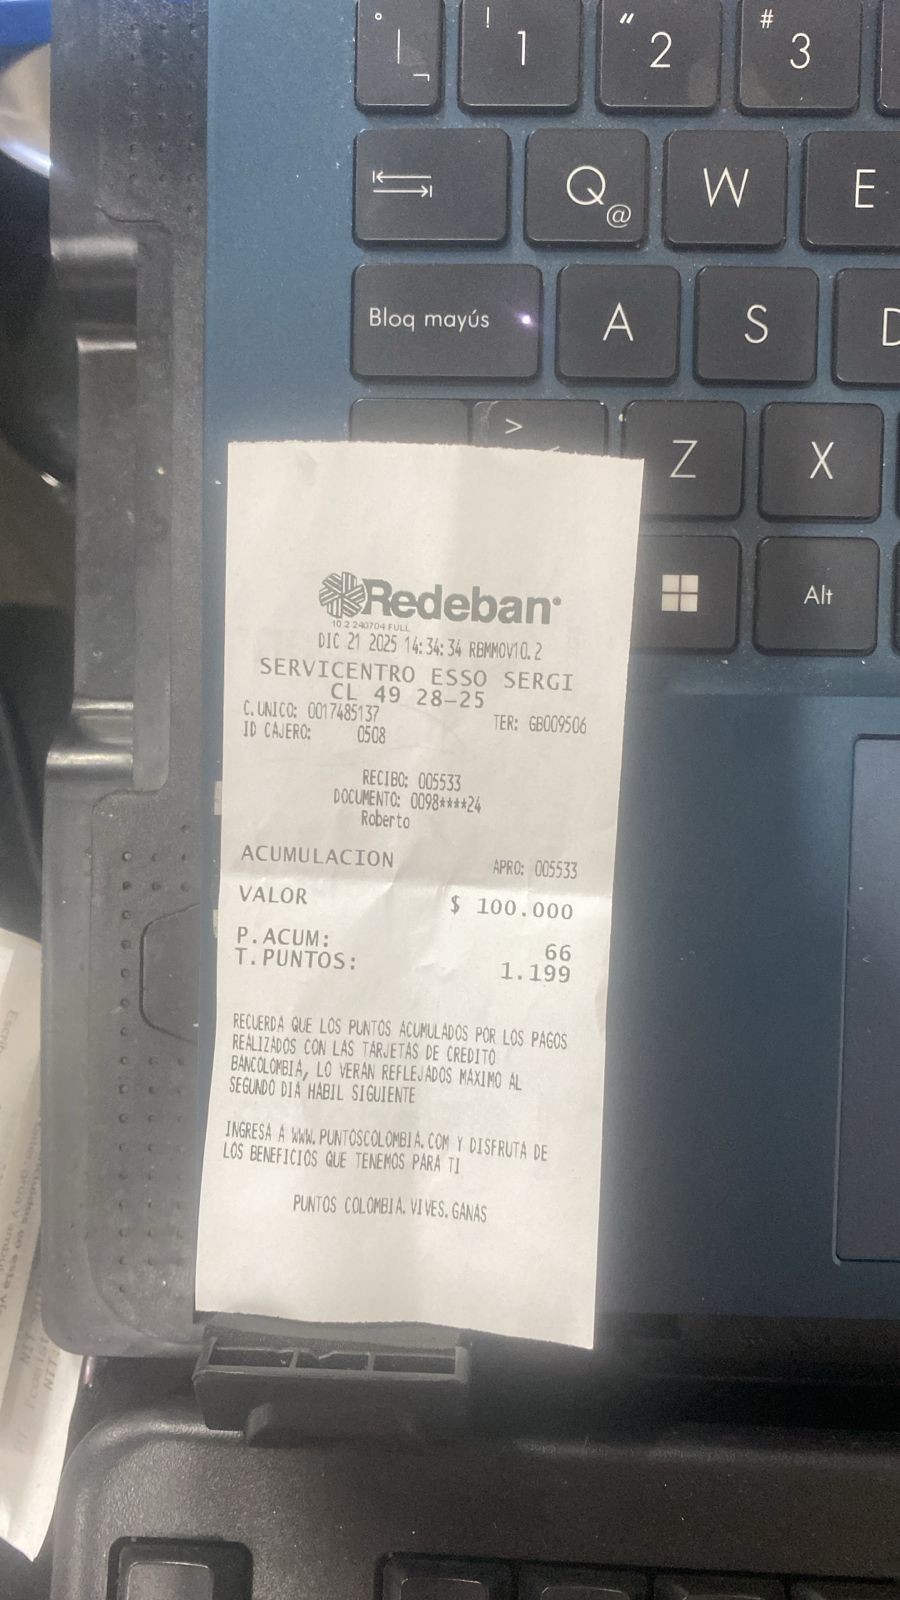 ! 1
" 2
# 3
Q @
W
E
Bloq mayús
A
S
D
>
Z
X
Alt
Redeban
10.2 240704.FULL
DIC 21 2025 14:34:34 RBMMOV10.2
SERVICENTRO ESSO SERGI
CL 49 28-25
C.UNICO: 0017485137 TER: GB009506
ID CAJERO: 0508
RECIBO: 005533
DOCUMENTO: 0098****24
Roberto
ACUMULACION APRO: 005533
VALOR $ 100.000
P.ACUM: 66
T.PUNTOS: 1.199
RECUERDA QUE LOS PUNTOS ACUMULADOS POR LOS PAGOS
REALIZADOS CON LAS TARJETAS DE CREDITO
BANCOLOMBIA, LO VERAN REFLEJADOS MAXIMO AL
SEGUNDO DIA HABIL SIGUIENTE
INGRESA A WWW.PUNTOSCOLOMBIA.COM Y DISFRUTA DE
LOS BENEFICIOS QUE TENEMOS PARA TI
PUNTOS COLOMBIA.VIVES.GANAS